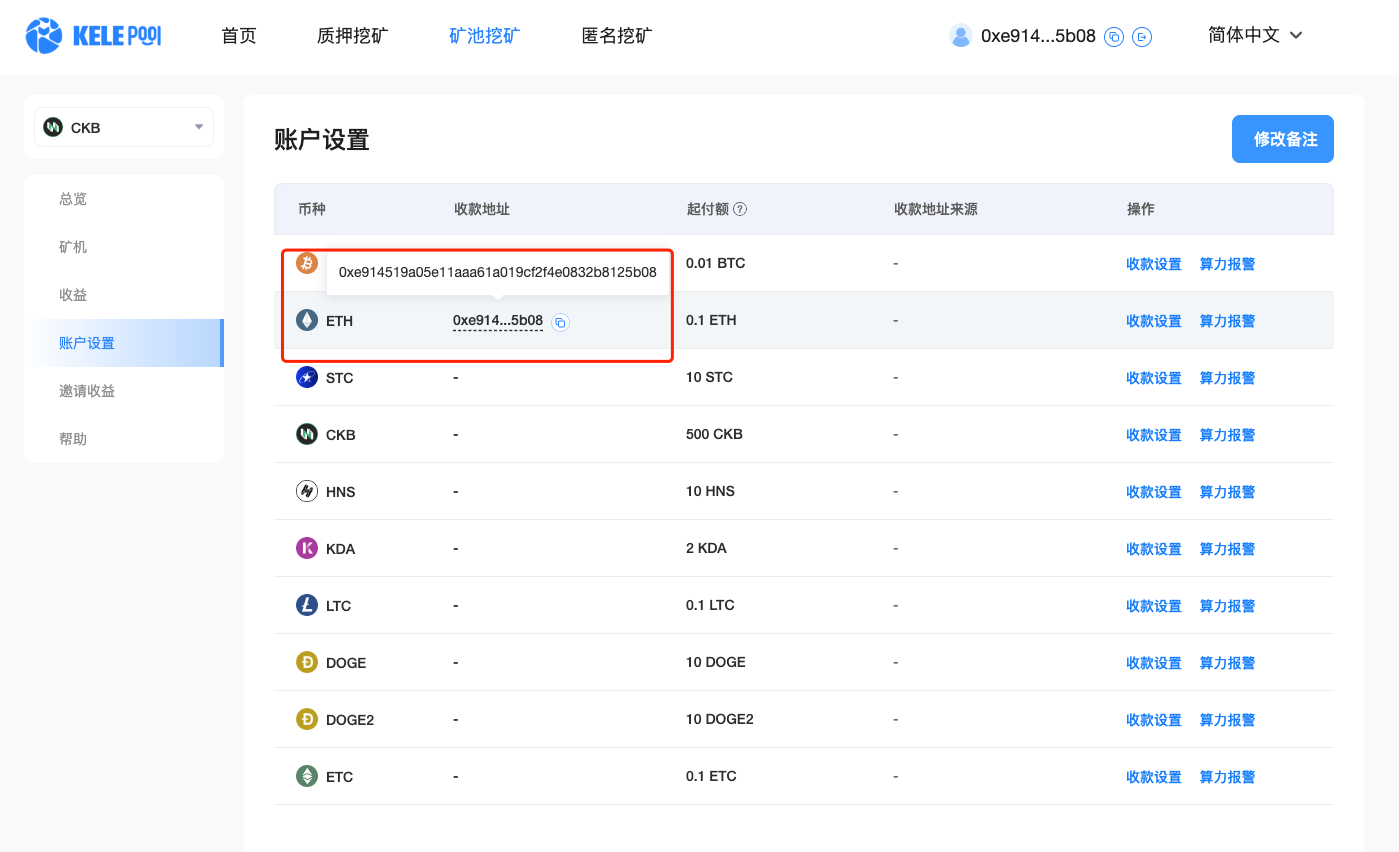 KELE POOL 首页 质押挖矿 矿池挖矿 匿名挖矿 0xe914...5b08 简体中文
CKB
总览
矿机
收益
账户设置
邀请收益
帮助
账户设置 修改备注
币种 收款地址 起付额 ? 收款地址来源 操作
0xe914519a05e11aaa61a019cf2f4e0832b8125b08 0.01 BTC - 收款设置 算力报警
ETH 0xe914...5b08 0.1 ETH - 收款设置 算力报警
STC - 10 STC - 收款设置 算力报警
CKB - 500 CKB - 收款设置 算力报警
HNS - 10 HNS - 收款设置 算力报警
KDA - 2 KDA - 收款设置 算力报警
LTC - 0.1 LTC - 收款设置 算力报警
DOGE - 10 DOGE - 收款设置 算力报警
DOGE2 - 10 DOGE2 - 收款设置 算力报警
ETC - 0.1 ETC - 收款设置 算力报警